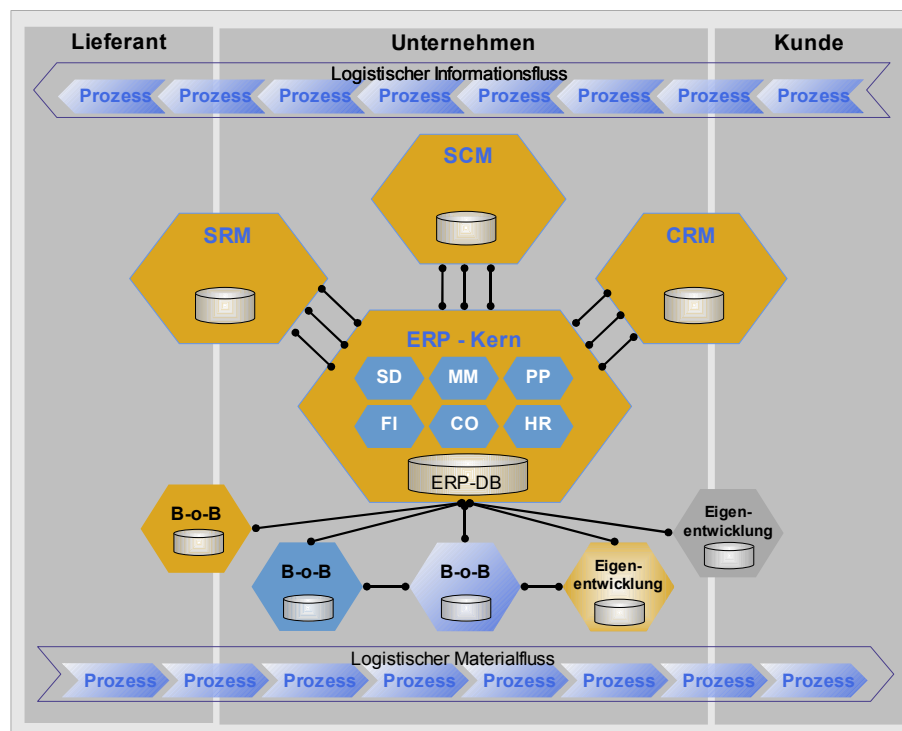 Lieferant
Unternehmen
Kunde
Logistischer Informationsfluss
Prozess Prozess Prozess Prozess Prozess Prozess Prozess Prozess
SCM
SRM
CRM
ERP - Kern
SD MM PP
FI CO HR
ERP-DB
B-o-B
Eigen-
entwicklung
B-o-B
B-o-B
Eigen-
entwicklung
Logistischer Materialfluss
Prozess Prozess Prozess Prozess Prozess Prozess Prozess Prozess